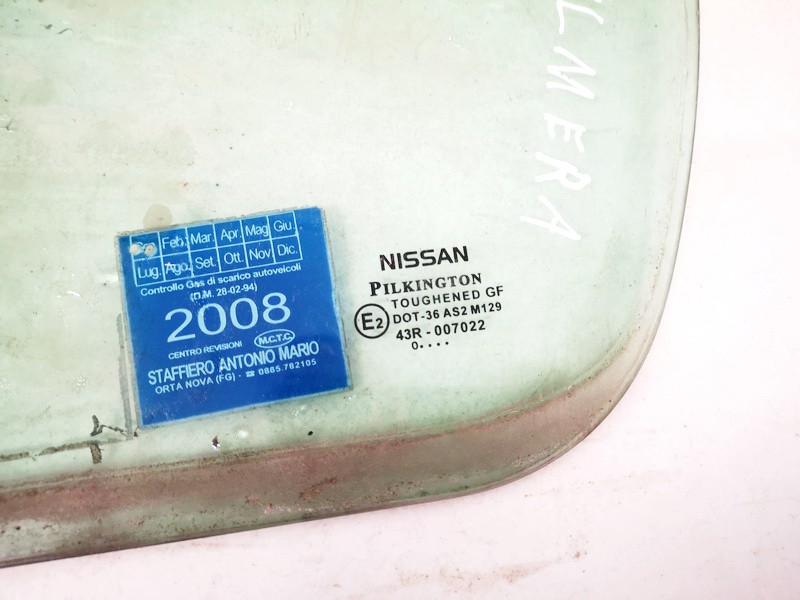 LMERA
Feb. Mar. Apr. Mag. Giu.
Lug. Ago. Set. Ott. Nov. Dic.
Controllo Gas di scarico autoveicoli
(D.M. 28-02-94)
2008
CENTRO REVISIONI M.C.T.C.
STAFFIERO ANTONIO MARIO
ORTA NOVA (FG) - ☎ 0885.782105
NISSAN
PILKINGTON
TOUGHENED GF
E2 DOT-36 AS2 M129
43R - 007022
0 . . . .